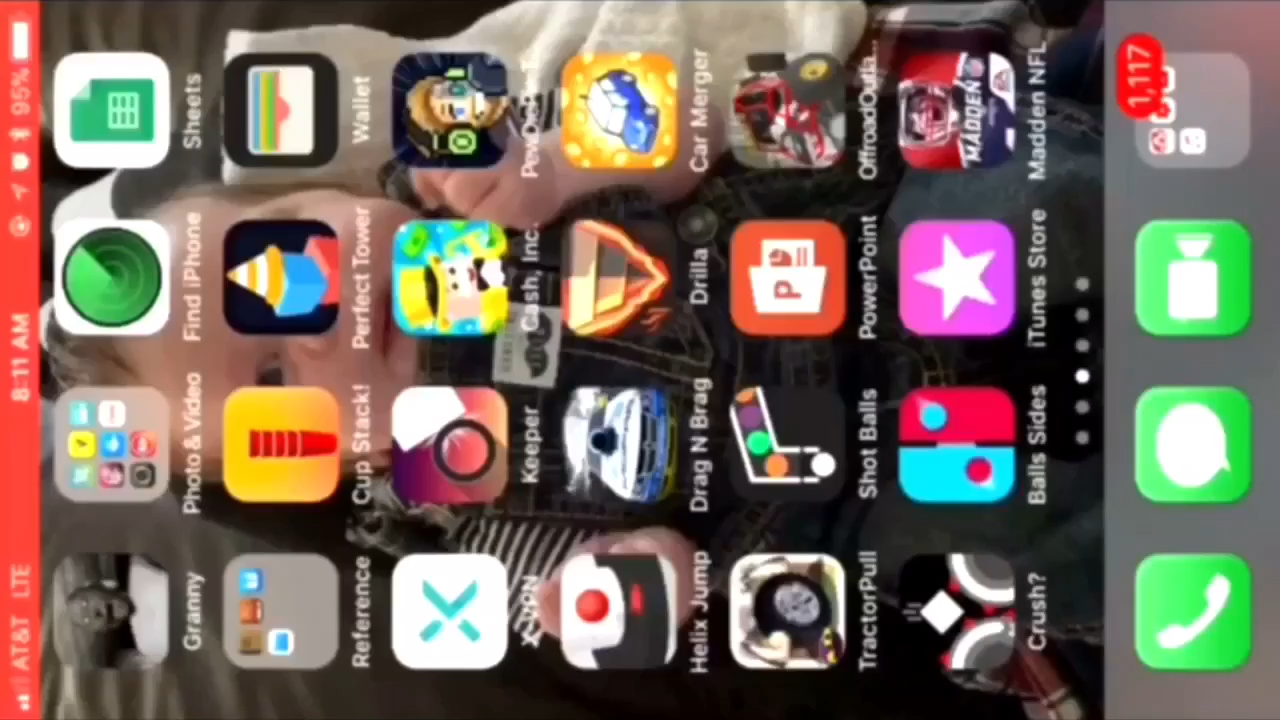 AT&T LTE 8:11 AM 95%
Granny Photo & Video Find iPhone Sheets
Reference Cup Stack! Perfect Tower Wallet
Keeper Cash, Inc.
Helix Jump Drag N Brag Drilla Car Merger
P
TractorPull Shot Balls PowerPoint OffroadOutla...
MADDEN
Crush? Balls Sides iTunes Store Madden NFL
1,117